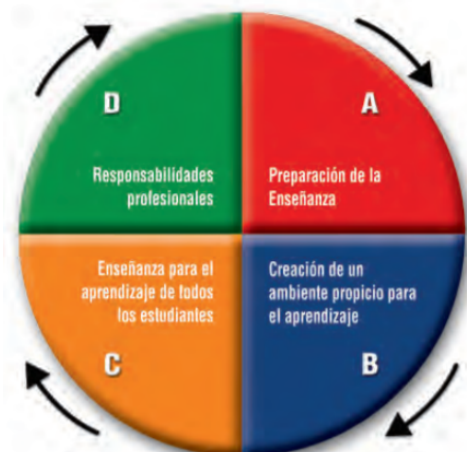 D
Responsabilidades
profesionales
A
Preparación de la
Enseñanza
Enseñanza para el
aprendizaje de todos
los estudiantes
C
Creación de un
ambiente propicio para
el aprendizaje
B